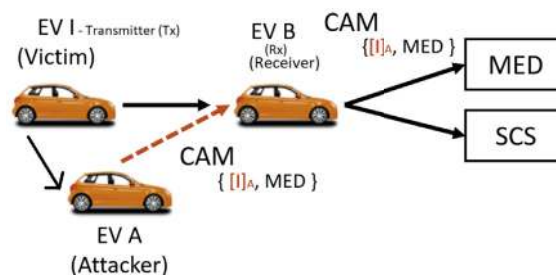 EV I - Transmitter (Tx)
(Victim)
EV B
(Rx)
(Receiver)
CAM
{[I]A, MED }
MED
SCS
CAM
{ [I]A, MED }
EV A
(Attacker)